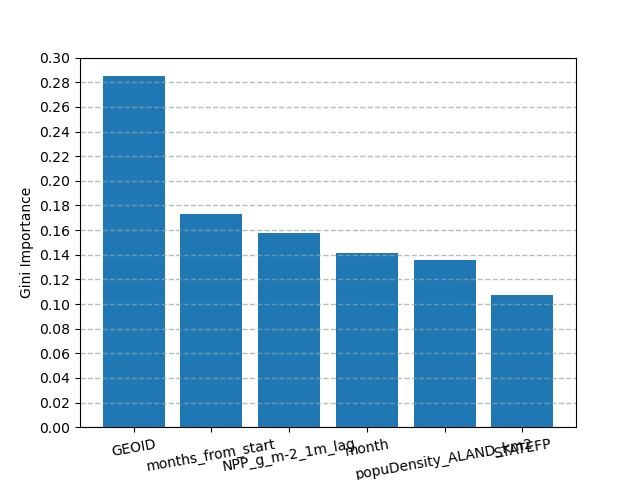 0.30
0.28
0.26
0.24
0.22
0.20
0.18
0.16
0.14
0.12
0.10
0.08
0.06
0.04
0.02
0.00
Gini Importance
GEOID
months_from_start
NPP_g_m-2_1m_lag
month
popuDensity_ALAND_km2
STATEFP